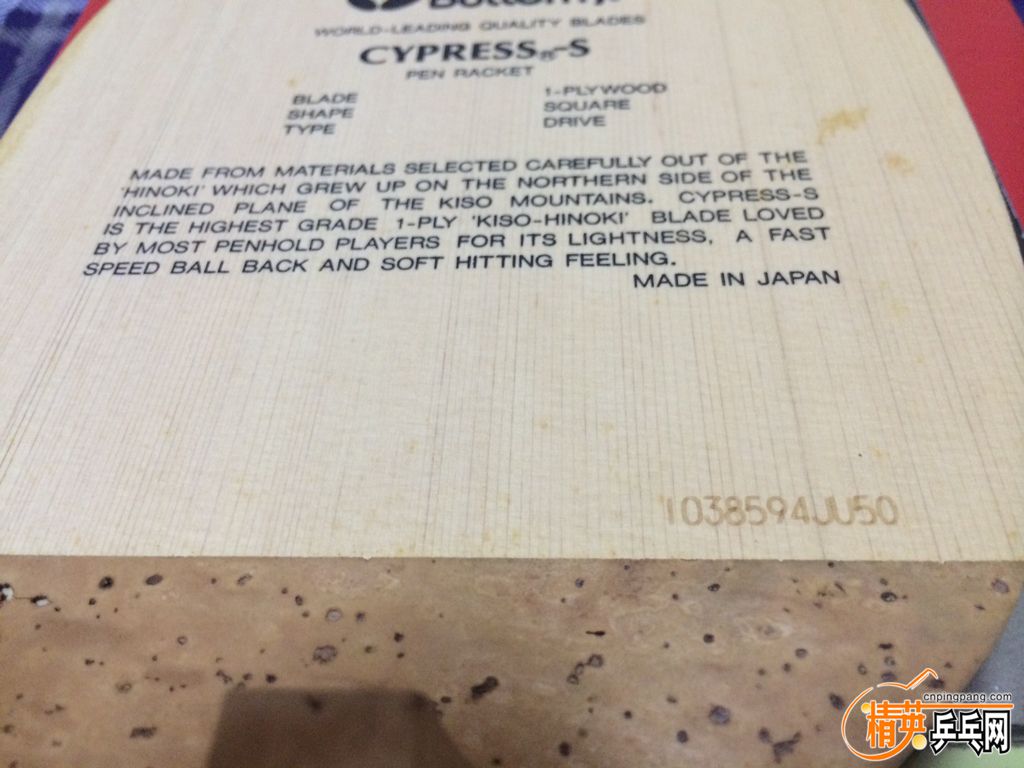 Butterfly
WORLD-LEADING QUALITY BLADES
CYPRESS®-S
PEN RACKET
BLADE 1-PLYWOOD
SHAPE SQUARE
TYPE DRIVE
MADE FROM MATERIALS SELECTED CAREFULLY OUT OF THE
'HINOKI' WHICH GREW UP ON THE NORTHERN SIDE OF THE
INCLINED PLANE OF THE KISO MOUNTAINS. CYPRESS-S
IS THE HIGHEST GRADE 1-PLY 'KISO-HINOKI' BLADE LOVED
BY MOST PENHOLD PLAYERS FOR ITS LIGHTNESS, A FAST
SPEED BALL BACK AND SOFT HITTING FEELING.
MADE IN JAPAN
1038594JU50
cnpingpang.com
精英乒乓网